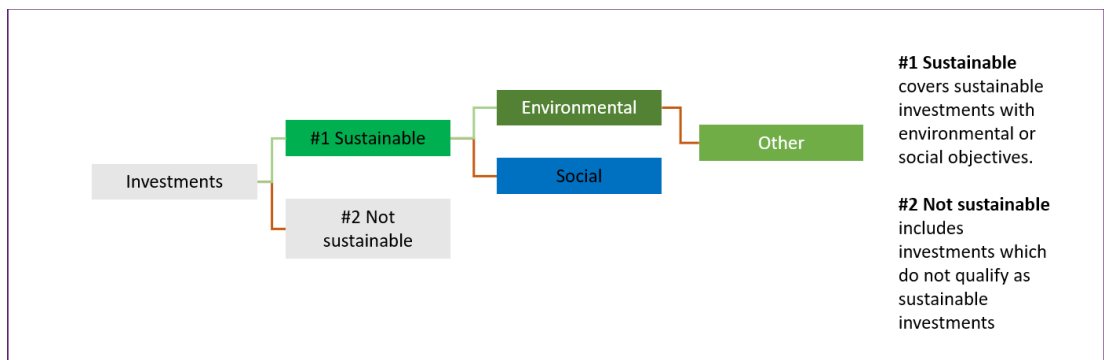 Investments
#1 Sustainable
#2 Not
sustainable
Environmental
Social
Other
#1 Sustainable
covers sustainable
investments with
environmental or
social objectives.
#2 Not sustainable
includes
investments which
do not qualify as
sustainable
investments